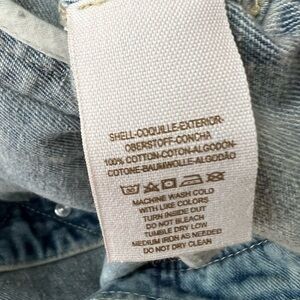 SHELL-COQUILLE-EXTERIOR-
OBERSTOFF-CONCHA
100% COTTON-COTON-ALGODÓN-
COTONE-BAUMWOLLE-ALGODÃO
MACHINE WASH COLD
WITH LIKE COLORS
TURN INSIDE OUT
DO NOT BLEACH
TUMBLE DRY LOW
MEDIUM IRON AS NEEDED
DO NOT DRY CLEAN